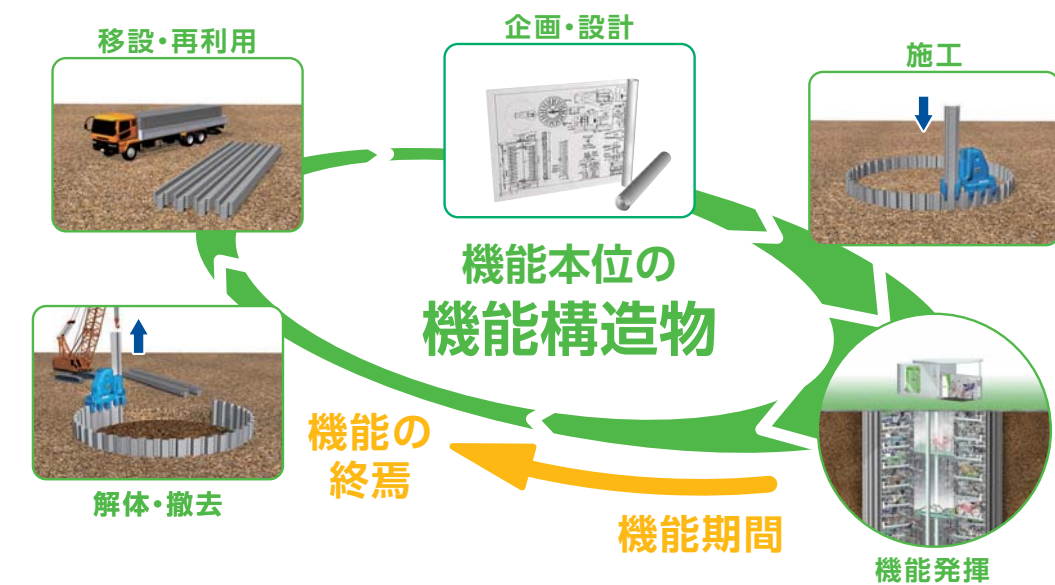 企画・設計
移設・再利用
施工
機能本位の
機能構造物
機能の
終焉
解体・撤去
機能期間
機能発揮